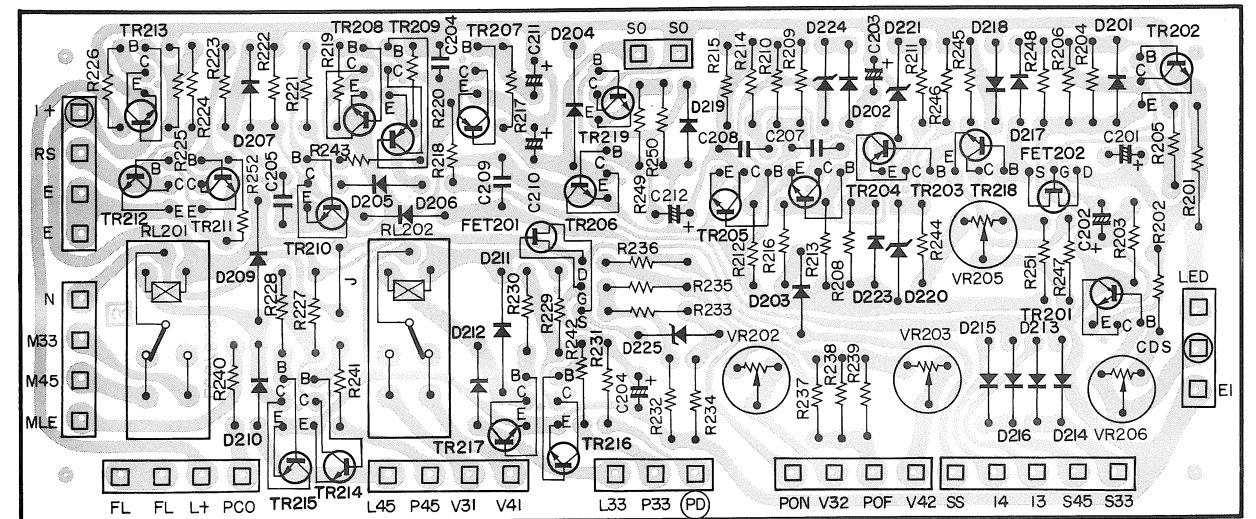 TR213 TR208 TR209 C204 TR207 C211 D204 SO SO D224 C203 D221 D218 D201 TR202
R226 B C E R223 R222 R219 B C E B C E B C E R215 R214 R210 R209 R211 R245 R248 R206 R204 B C E
I+ R224 D207 R221 R220 R217 B C E TR219 D219 D202 R246 D217 C201 R205
RS R225 R243 R218 R250 C208 C207 FET202
B C E B C E R252 C205 B C E D205 C209 C210 B C E R249 C212 E C B E C B E C B E C B S G D R201
E TR212 TR211 TR210 D206 FET201 TR206 TR205 TR204 TR203 TR218 C202 R203 R202
E RL201 RL202 R236 R212 R216 R213 R208 R244 VR205 R251 R247
N D209 R228 R227 J D211 R230 R229 D G S R235 D203 D223 D220 TR201 E C B LED
M33 D212 R242 R231 R233 D225 VR202 VR203 D215 D213 CDS
M45 R240 B C E B C E R241 B C E B C E C204 R232 R234 R237 R238 R239 EI
MLE D210 TR217 TR216 D216 D214 VR206
TR215 TR214
FL FL L+ PCO L45 P45 V31 V41 L33 P33 PD PON V32 POF V42 SS I4 I3 S45 S33